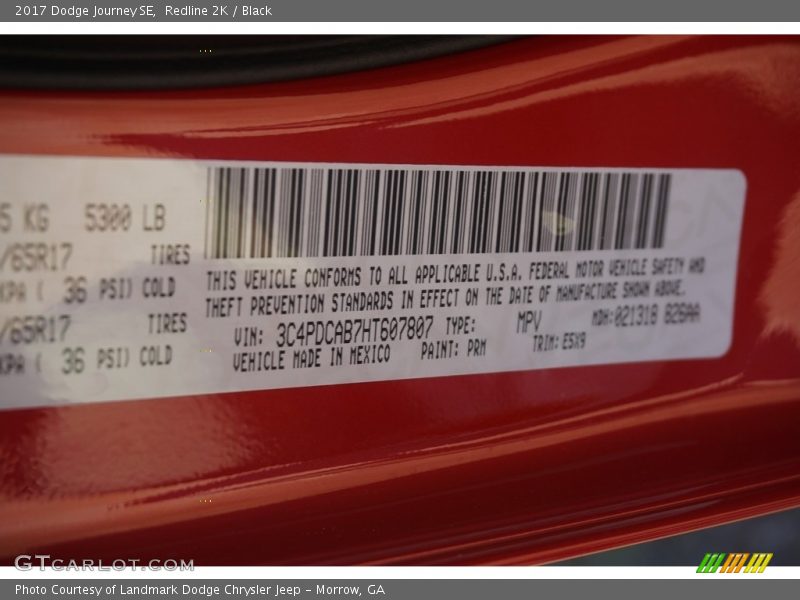 2017 Dodge Journey SE, Redline 2K / Black
5 KG 5300 LB
/65R17 TIRES
KPA ( 36 PSI) COLD
/65R17 TIRES
KPA ( 36 PSI) COLD
THIS VEHICLE CONFORMS TO ALL APPLICABLE U.S.A. FEDERAL MOTOR VEHICLE SAFETY AND
THEFT PREVENTION STANDARDS IN EFFECT ON THE DATE OF MANUFACTURE SHOWN ABOVE.
VIN: 3C4PDCAB7HT607807 TYPE: MPV MDH:021316 826AA
VEHICLE MADE IN MEXICO PAINT: PRM TRIM: E5X9
GTCARLOT.COM
Photo Courtesy of Landmark Dodge Chrysler Jeep – Morrow, GA